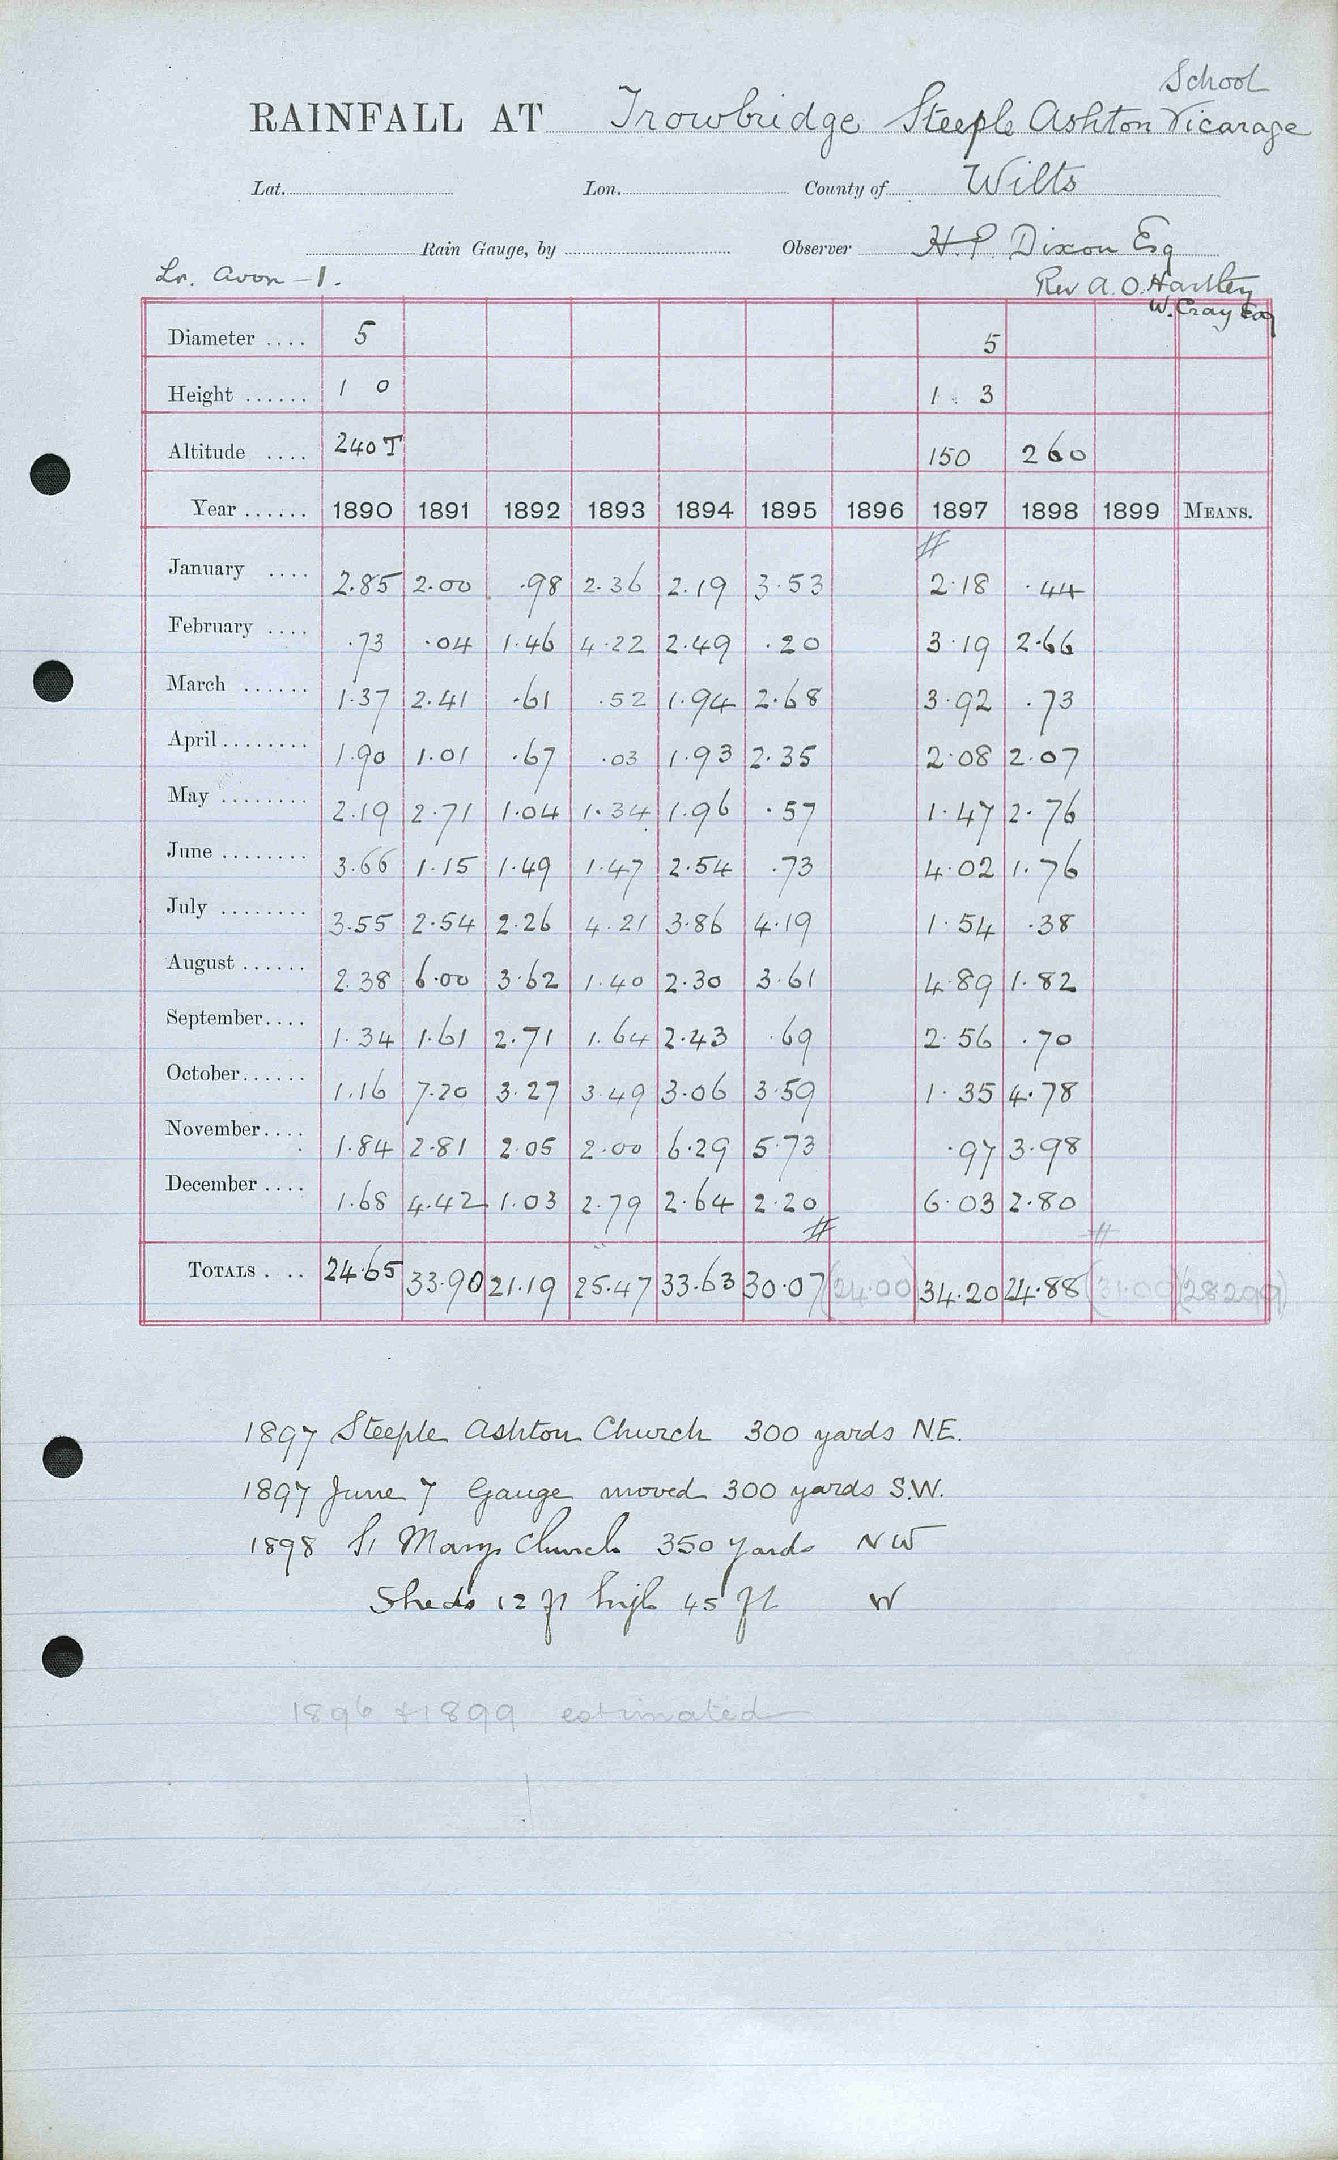 School
RAINFALL AT Trowbridge Steeple Ashton Vicarage
Lat. Lon. County of Wilts
Rain Gauge, by Observer H.P. Dixon Esq
Lr. Avon - 1. Rev A.O. Hartley
W. Cray Esq
Diameter .... 5 5
Height ...... 1 0 1 . 3
Altitude .... 240 T 150 260
Year ...... 1890 1891 1892 1893 1894 1895 1896 1897 1898 1899 MEANS.
January .... 2.85 2.00 .98 2.36 2.19 3.53 2.18 .44
February .... .73 .04 1.46 4.22 2.49 .20 3.19 2.66
March ...... 1.37 2.41 .61 .52 1.94 2.68 3.92 .73
April ........ 1.90 1.01 .67 .03 1.93 2.35 2.08 2.07
May ........ 2.19 2.71 1.04 1.34 1.96 .57 1.47 2.76
June ........ 3.66 1.15 1.49 1.47 2.54 .73 4.02 1.76
July ........ 3.55 2.54 2.26 4.21 3.86 4.19 1.54 .38
August ...... 2.38 6.00 3.62 1.40 2.30 3.61 4.89 1.82
September .... 1.34 1.61 2.71 1.64 2.43 .69 2.56 .70
October ...... 1.16 7.20 3.27 3.49 3.06 3.59 1.35 4.78
November .... 1.84 2.81 2.05 2.00 6.29 5.73 .97 3.98
December .... 1.68 4.42 1.03 2.79 2.64 2.20 6.03 2.80
TOTALS . .. 24.65 33.90 21.19 25.47 33.63 30.07 (24.00) 34.20 24.88 (31.00) (28299)
1897 Steeple Ashton Church 300 yards N.E.
1897 June 7 Gauge moved 300 yards S.W.
1898 St Marys Church 350 yards NW
Sheds 12 ft high 45 ft W
1896 + 1899 estimated